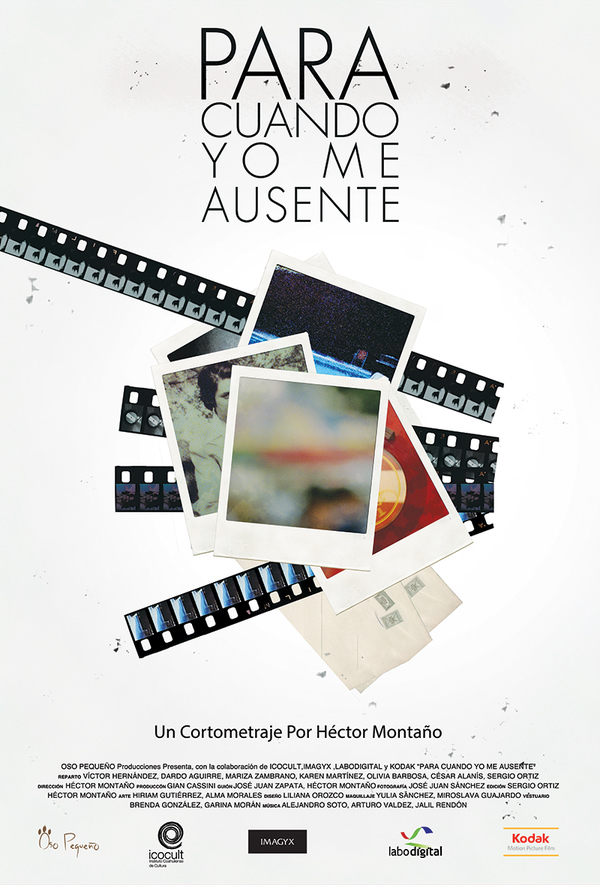 PARA
CUANDO
YO ME
AUSENTE
Un Cortometraje Por Héctor Montaño
OSO PEQUEÑO Producciones Presenta, con la colaboración de ICOCULT,IMAGYX ,LABODIGITAL y KODAK "PARA CUANDO YO ME AUSENTE"
REPARTO VÍCTOR HERNÁNDEZ, DARDO AGUIRRE, MARIZA ZAMBRANO, KAREN MARTÍNEZ, OLIVIA BARBOSA, CÉSAR ALANÍS, SERGIO ORTIZ
DIRECCIÓN HÉCTOR MONTAÑO PRODUCCÓN GIAN CASSINI GUIÓN JOSÉ JUAN ZAPATA, HÉCTOR MONTAÑO FOTOGRAFÍA JOSÉ JUAN SÁNCHEZ EDICIÓN SERGIO ORTIZ
HÉCTOR MONTAÑO ARTE HIRIAM GUTIÉRREZ, ALMA MORALES DISEÑO LILIANA OROZCO MAQUILLAJE YULIA SÁNCHEZ, MIROSLAVA GUAJARDO VESTUARIO
BRENDA GONZÁLEZ, GARINA MORÁN MÚSICA ALEJANDRO SOTO, ARTURO VALDEZ, JALIL RENDÓN
Oso Pequeño
icocult
Instituto Coahuilense
de Cultura
IMAGYX
labodigital
Kodak
Motion Picture Film